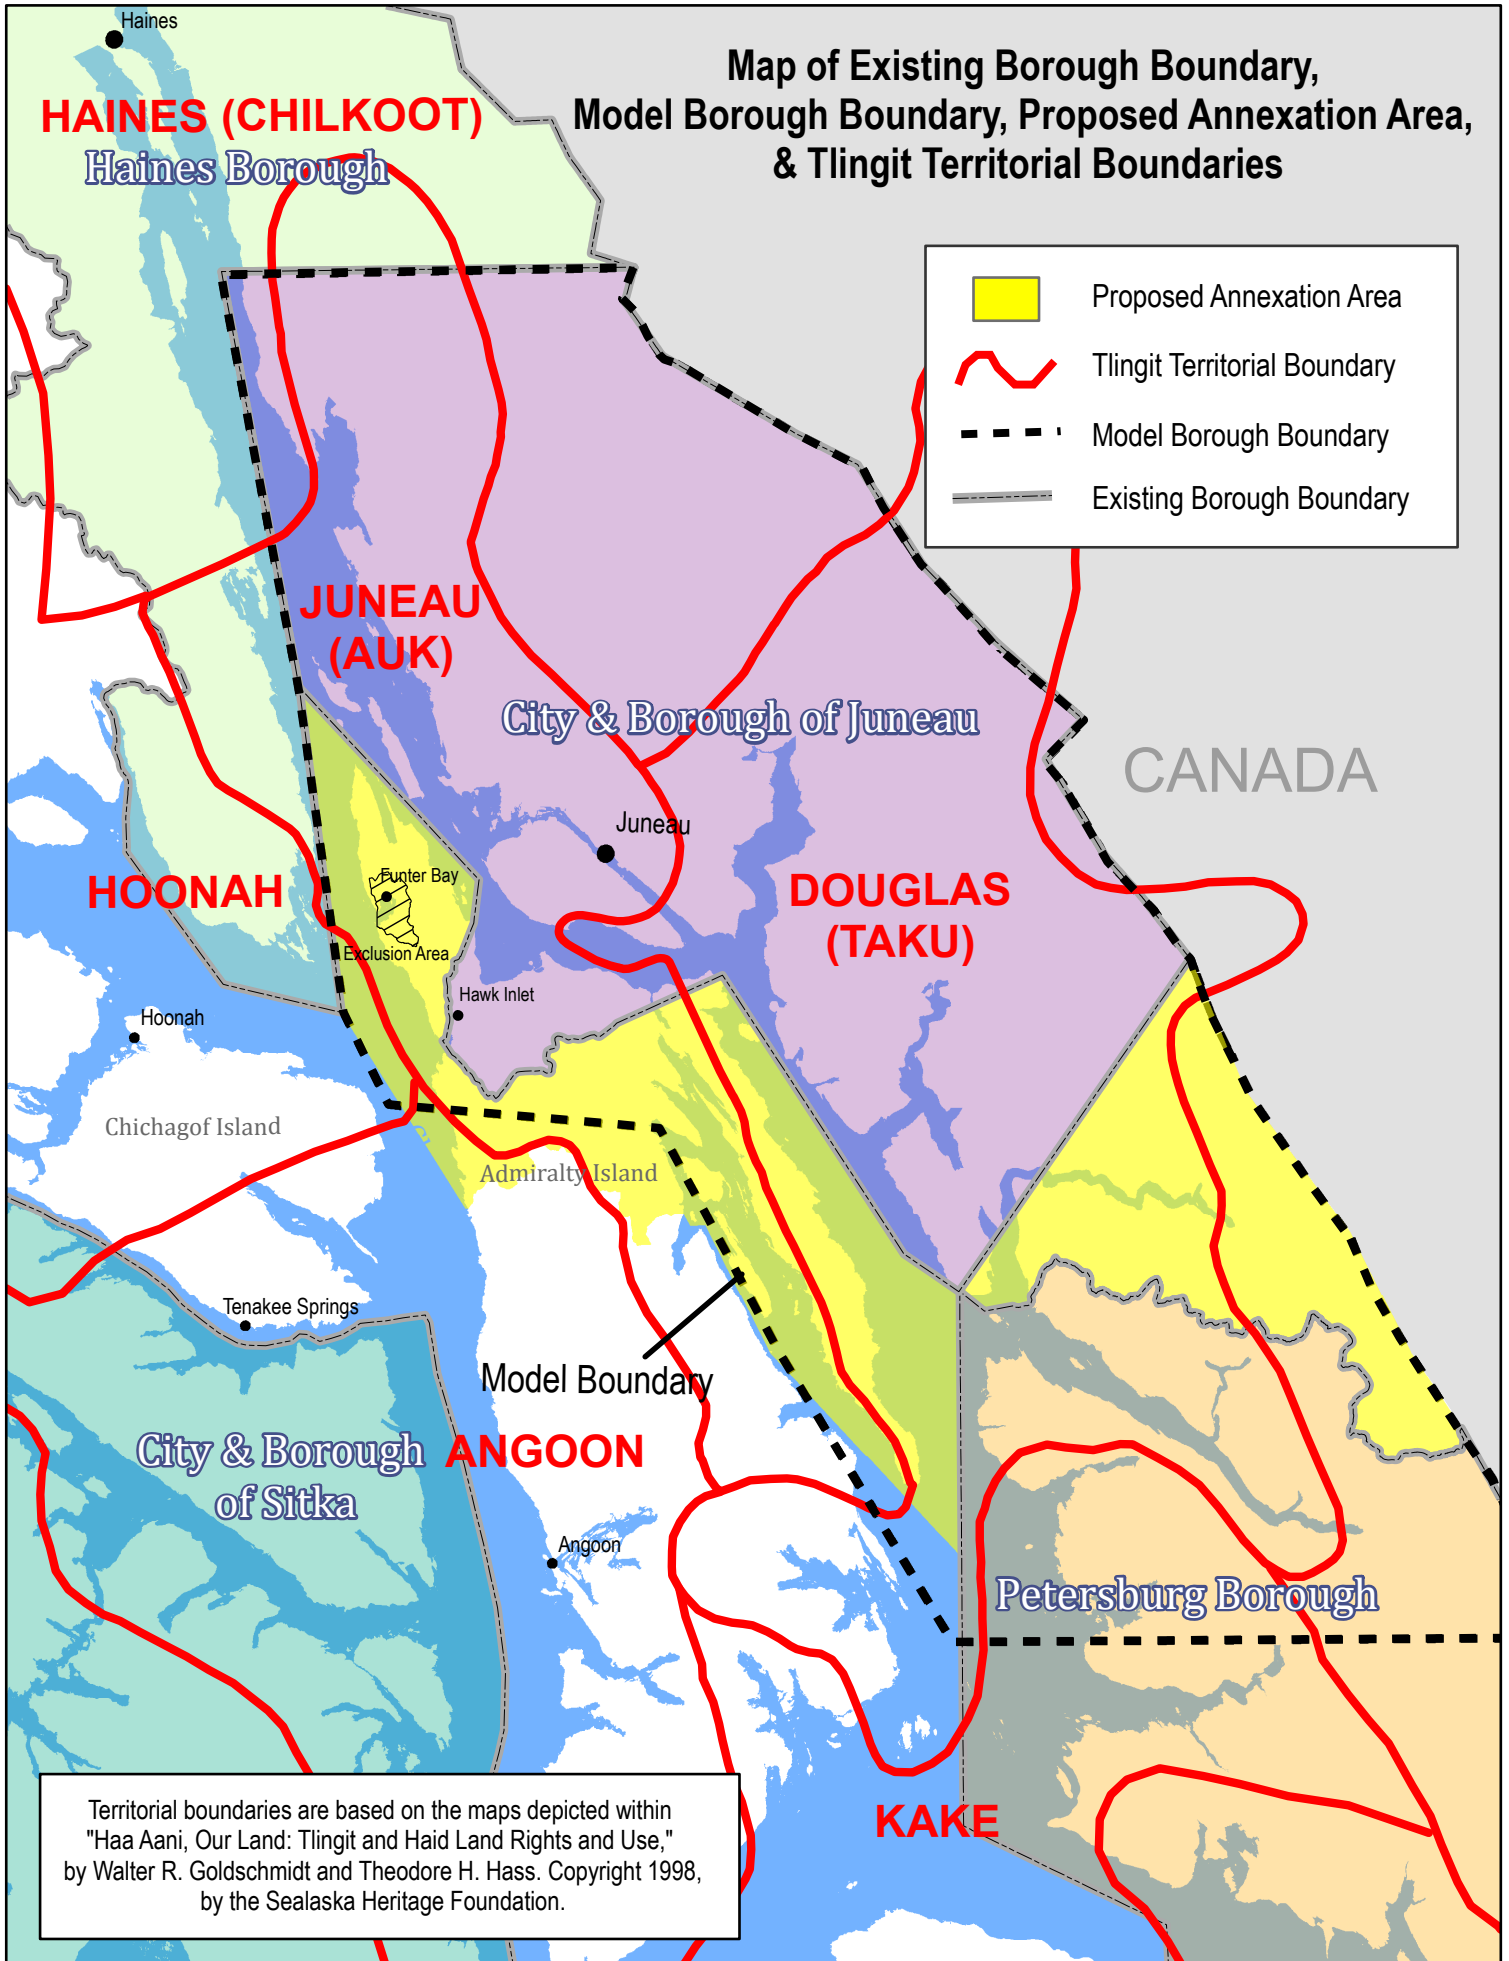 Haines
Map of Existing Borough Boundary,
Model Borough Boundary, Proposed Annexation Area,
& Tlingit Territorial Boundaries
HAINES (CHILKOOT)
Haines Borough
Proposed Annexation Area
Tlingit Territorial Boundary
Model Borough Boundary
Existing Borough Boundary
JUNEAU
(AUK)
City & Borough of Juneau
CANADA
Juneau
Funter Bay
HOONAH
DOUGLAS
(TAKU)
Exclusion Area
Hawk Inlet
Hoonah
Chichagof Island
Admiralty Island
Tenakee Springs
Model Boundary
City & Borough
of Sitka
ANGOON
Angoon
Petersburg Borough
KAKE
Territorial boundaries are based on the maps depicted within
"Haa Aani, Our Land: Tlingit and Haid Land Rights and Use,"
by Walter R. Goldschmidt and Theodore H. Hass. Copyright 1998,
by the Sealaska Heritage Foundation.